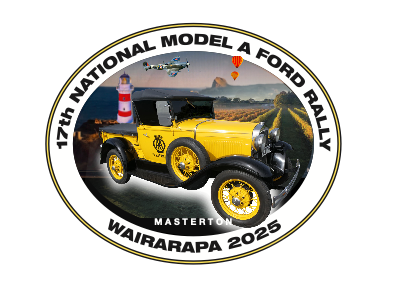 17th NATIONAL MODEL A FORD RALLY
MASTERTON
WAIRARAPA 2025